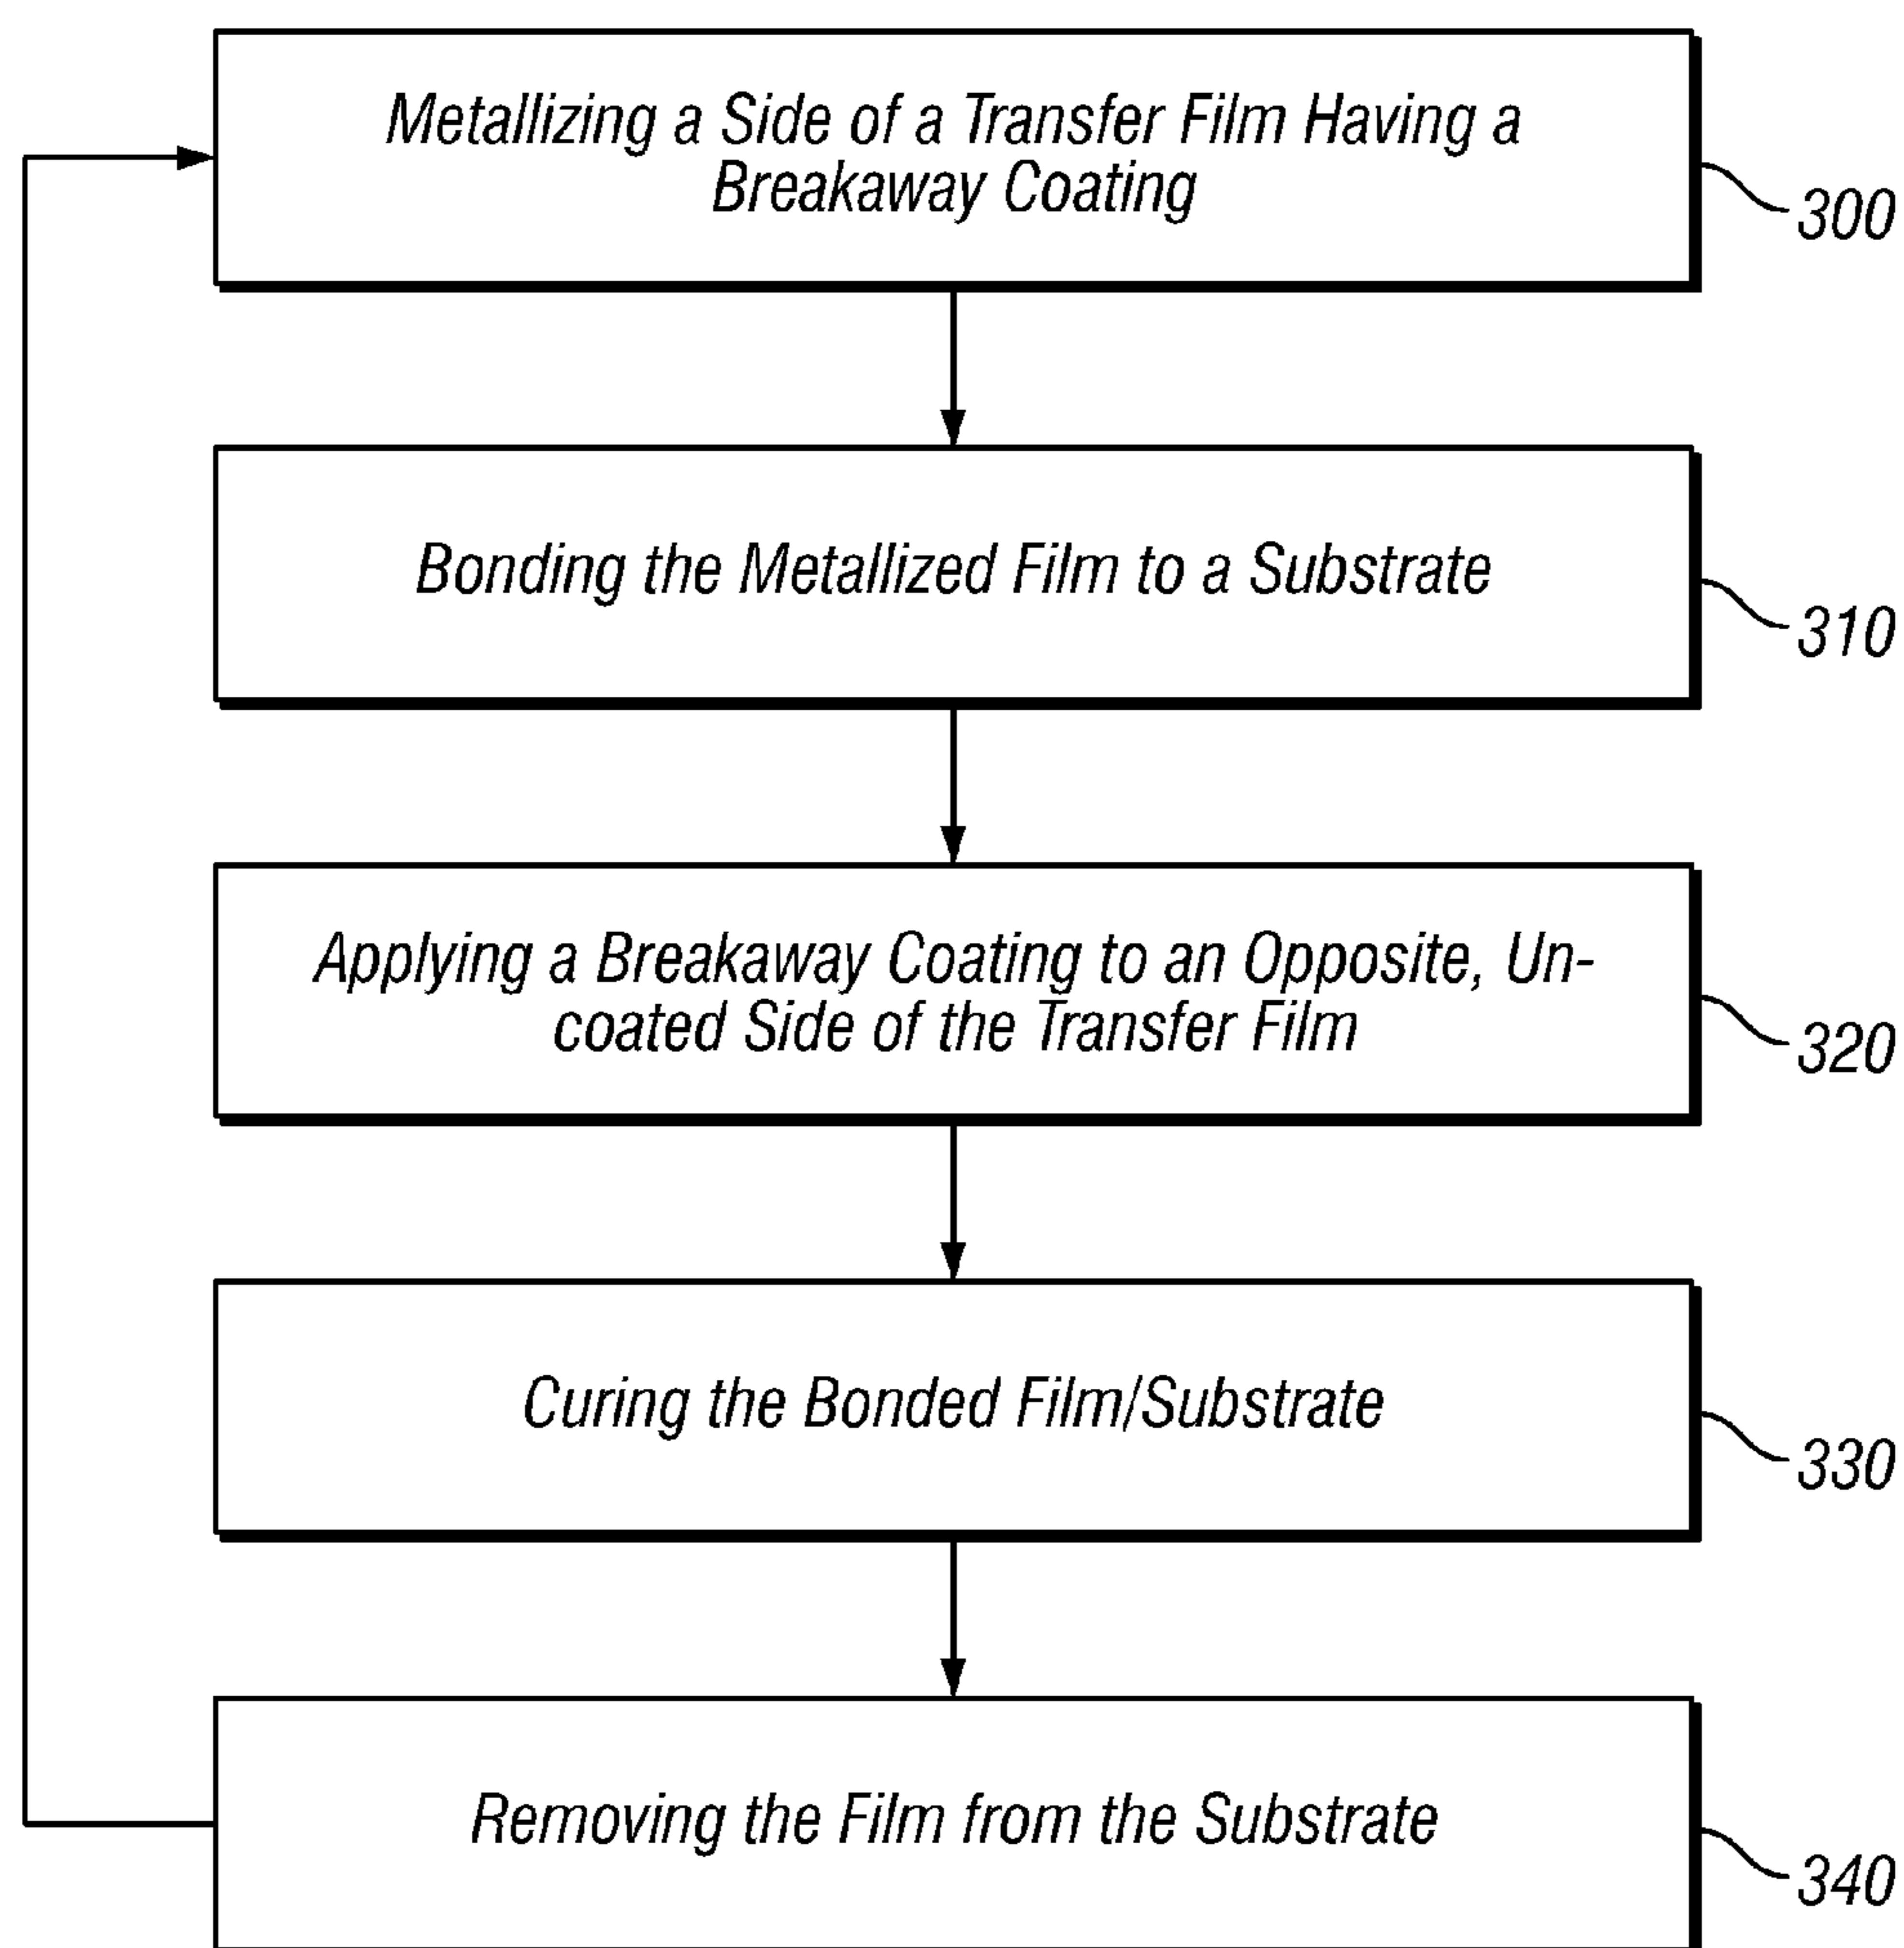 Metallizing a Side of a Transfer Film Having a
Breakaway Coating
300
Bonding the Metallized Film to a Substrate
310
Applying a Breakaway Coating to an Opposite, Un-
coated Side of the Transfer Film
320
Curing the Bonded Film/Substrate
330
Removing the Film from the Substrate
340